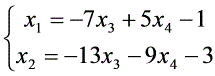 x₁ = −7x₃ + 5x₄ − 1
x₂ = −13x₃ − 9x₄ − 3